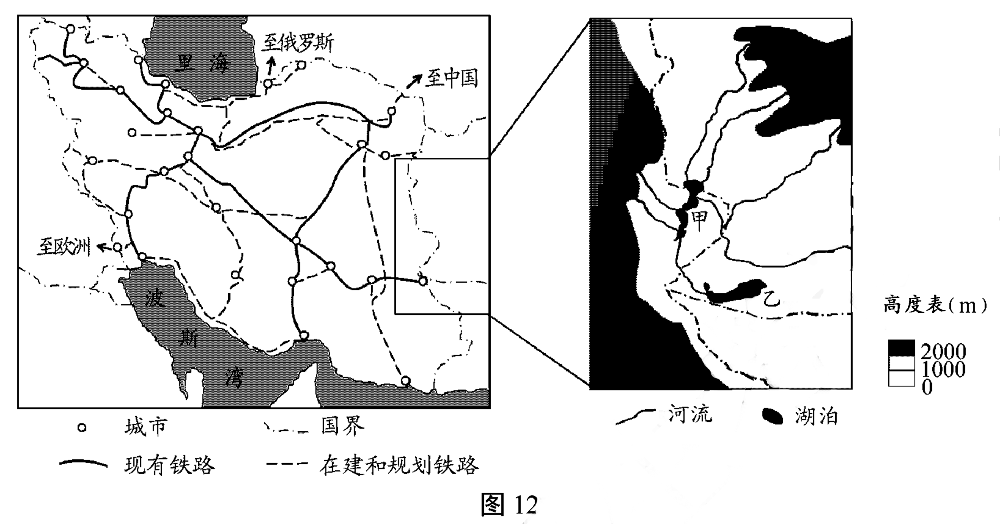 至俄罗斯
里海
至中国
至欧洲
波
斯
湾
甲
乙
高度表(m)
2000
1000
0
城市
国界
河流
湖泊
现有铁路
在建和规划铁路
图 12